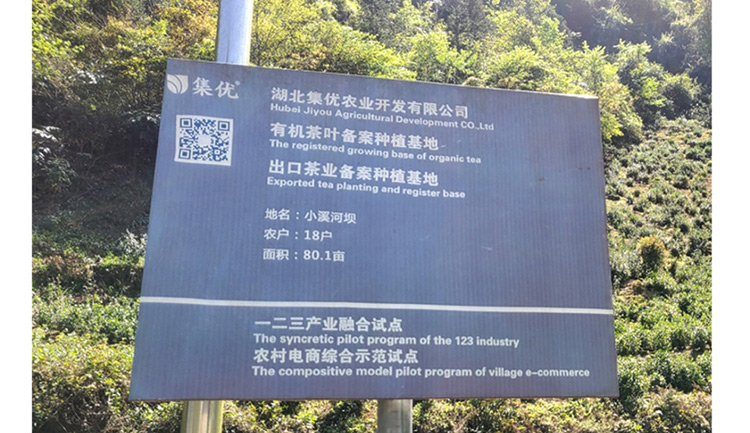 集优®
湖北集优农业开发有限公司
Hubei Jiyou Agricultural Development CO.,Ltd
有机茶叶备案种植基地
The registered growing base of organic tea
出口茶业备案种植基地
Exported tea planting and register base
地名：小溪河坝
农户：18户
面积：80.1亩
一二三产业融合试点
The syncretic pilot program of the 123 industry
农村电商综合示范试点
The compositive model pilot program of village e-commerce